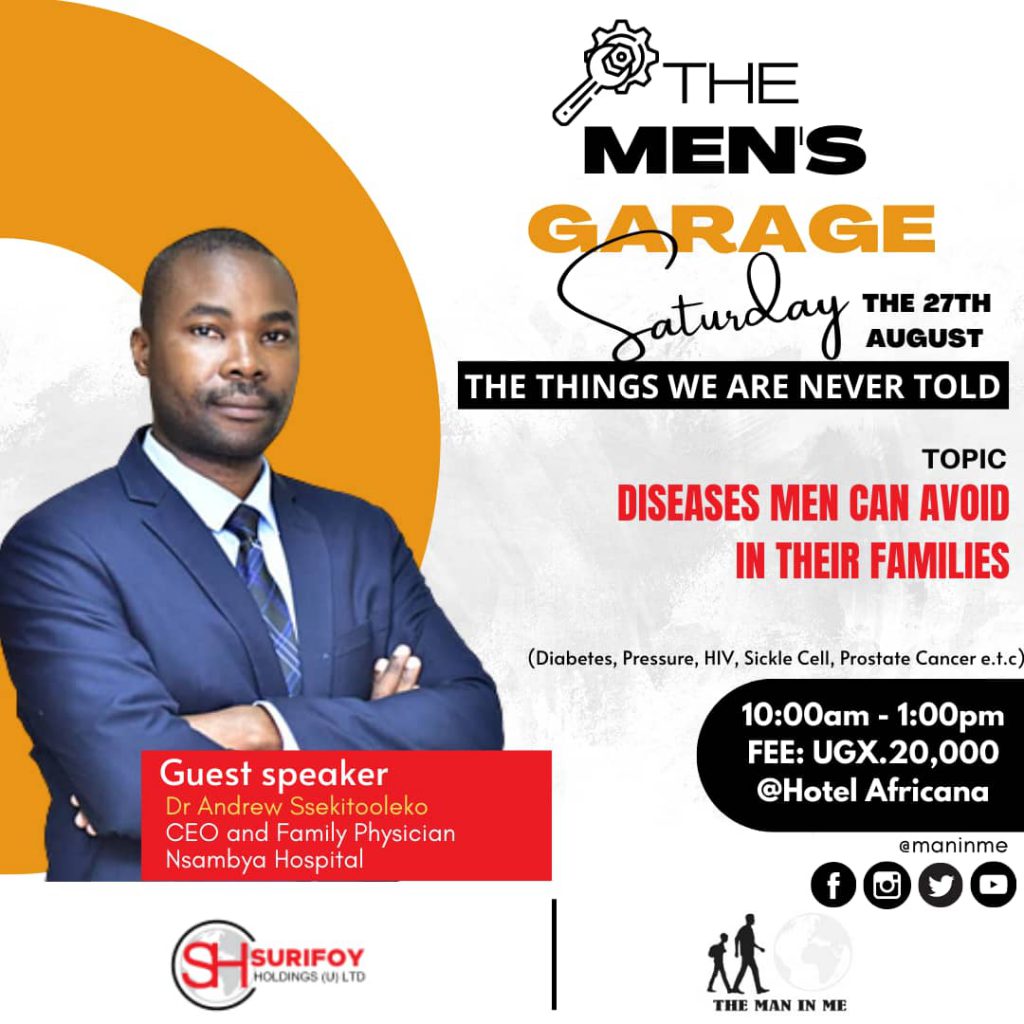 THE
MEN'S
GARAGE
Saturday THE 27TH
AUGUST
THE THINGS WE ARE NEVER TOLD
TOPIC
DISEASES MEN CAN AVOID
IN THEIR FAMILIES
(Diabetes, Pressure, HIV, Sickle Cell, Prostate Cancer e.t.c)
10:00am - 1:00pm
FEE: UGX.20,000
@Hotel Africana
@maninme
Guest speaker
Dr Andrew Ssekitooleko
CEO and Family Physician
Nsambya Hospital
SH SURIFOY
HOLDINGS (U) LTD
THE MAN IN ME